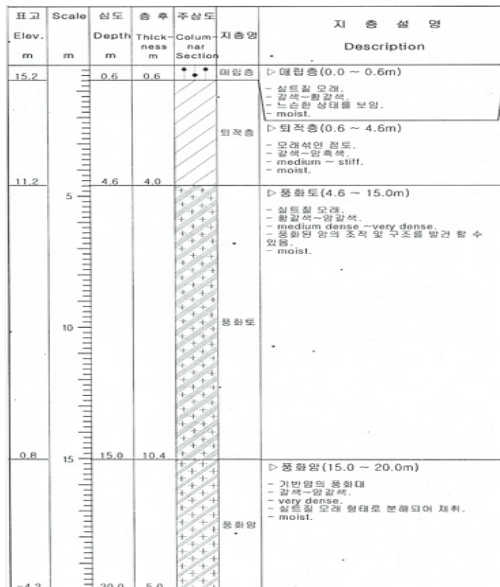 표고 Scale 심도 층후 주상도 지층명 지층설명
Elev. Depth Thick-ness Colum-nar Section Description
m m m m
15.2 0.6 0.6 매립층 ▷매립층(0.0 ~ 0.6m)
- 실트질 모래.
- 갈색~황갈색.
- 느슨한 상태를 보임.
- moist.
퇴적층 ▷퇴적층(0.6 ~ 4.6m)
- 모래섞인 점토.
- 갈색~암흑색.
- medium ~ stiff.
- moist.
11.2 4.6 4.0
5
▷풍화토(4.6 ~ 15.0m)
- 실트질 모래.
- 황갈색~암갈색.
- medium dense ~very dense.
- 풍화된 암의 조직 및 구조를 발견 할 수
있음.
- moist.
10 풍화토
0.8 15 15.0 10.4
▷풍화암(15.0 ~ 20.0m)
- 기반암의 풍화대
- 갈색~암갈색.
- very dense.
- 실트질 모래 형태로 분해되어 채취.
- moist.
풍화암
-4.2 20.0 5.0